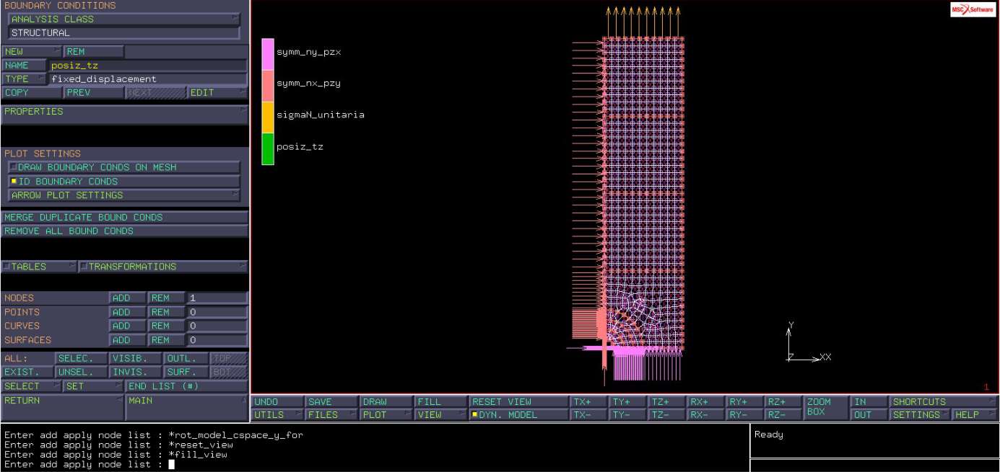 BOUNDARY CONDITIONS
ANALYSIS CLASS
STRUCTURAL
NEW REM
NAME posiz_tz
TYPE fixed_displacement
COPY PREV NEXT EDIT
PROPERTIES
PLOT SETTINGS
DRAW BOUNDARY CONDS ON MESH
ID BOUNDARY CONDS
ARROW PLOT SETTINGS
MERGE DUPLICATE BOUND CONDS
REMOVE ALL BOUND CONDS
TABLES TRANSFORMATIONS
NODES ADD REM 1
POINTS ADD REM 0
CURVES ADD REM 0
SURFACES ADD REM 0
ALL: SELEC. VISIB. OUTL. TOP
EXIST. UNSEL. INVIS. SURF. BOT.
SELECT SET END LIST (#)
RETURN MAIN
symm_ny_pzx
symm_nx_pzy
sigmaN_unitaria
posiz_tz
MSC Software
Y
Z XX
1
UNDO SAVE DRAW FILL RESET VIEW TX+ TY+ TZ+ RX+ RY+ RZ+ ZOOM BOX IN SHORTCUTS
UTILS FILES PLOT VIEW DYN. MODEL TX- TY- TZ- RX- RY- RZ- OUT SETTINGS HELP
Enter add apply node list : *rot_model_cspace_y_for
Enter add apply node list : *reset_view
Enter add apply node list : *fill_view
Enter add apply node list :
Ready